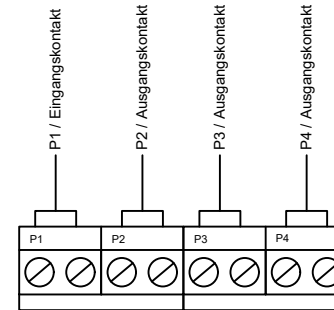 P1 / Eingangskontakt
P2 / Ausgangskontakt
P3 / Ausgangskontakt
P4 / Ausgangskontakt
P1
P2
P3
P4